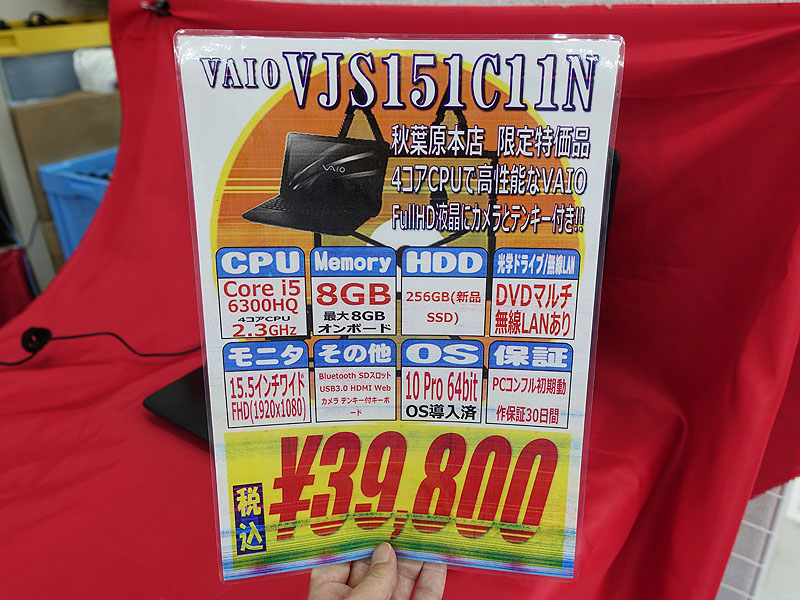 VAIO VJS151C11N
秋葉原本店 限定特価品
4コアCPUで高性能なVAIO
FullHD液晶にカメラとテンキー付き!!
VAIO
CPU
Core i5
6300HQ
4コアCPU
2.3GHz
Memory
8GB
最大8GB
オンボード
HDD
256GB(新品
SSD)
光学ドライブ/無線LAN
DVDマルチ
無線LANあり
モニタ
15.5インチワイド
FHD(1920x1080)
その他
Bluetooth SDスロット
USB3.0 HDMI Web
カメラ テンキー付キーボ
ード
OS
10 Pro 64bit
OS導入済
保証
PCコンフル初期動
作保証30日間
税込
¥39,800